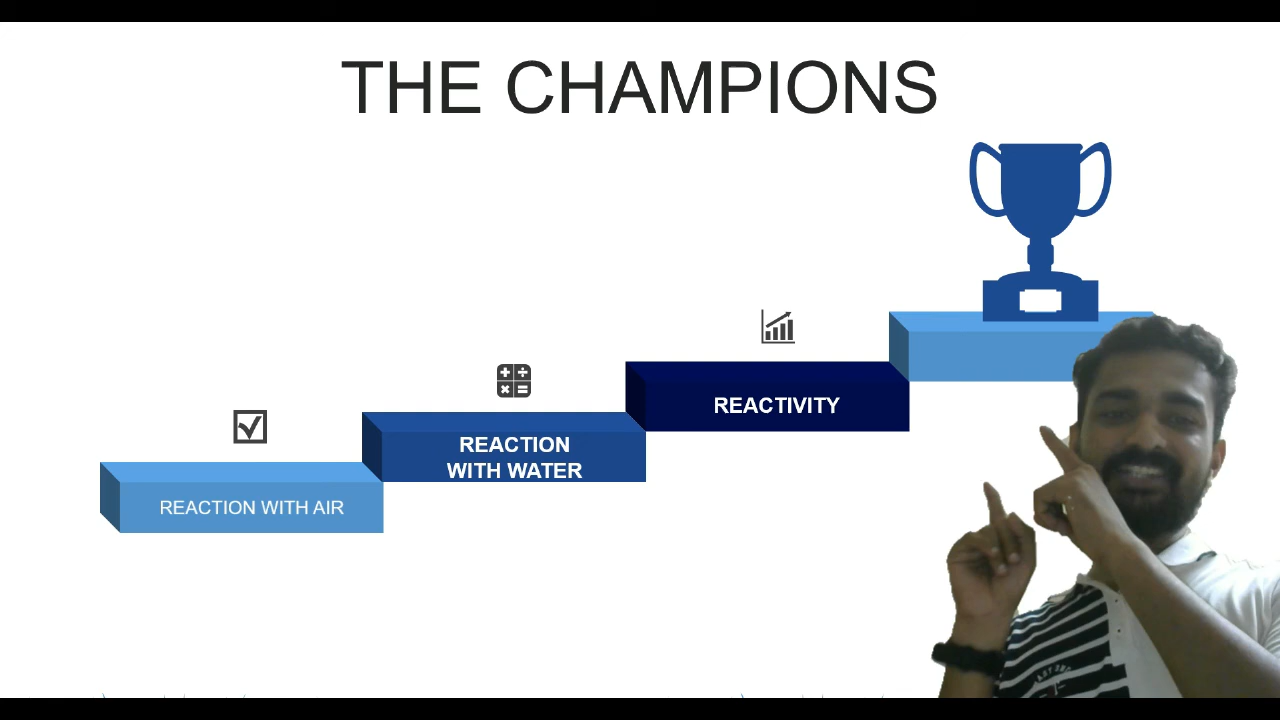 THE CHAMPIONS
REACTIVITY
REACTION
WITH WATER
REACTION WITH AIR